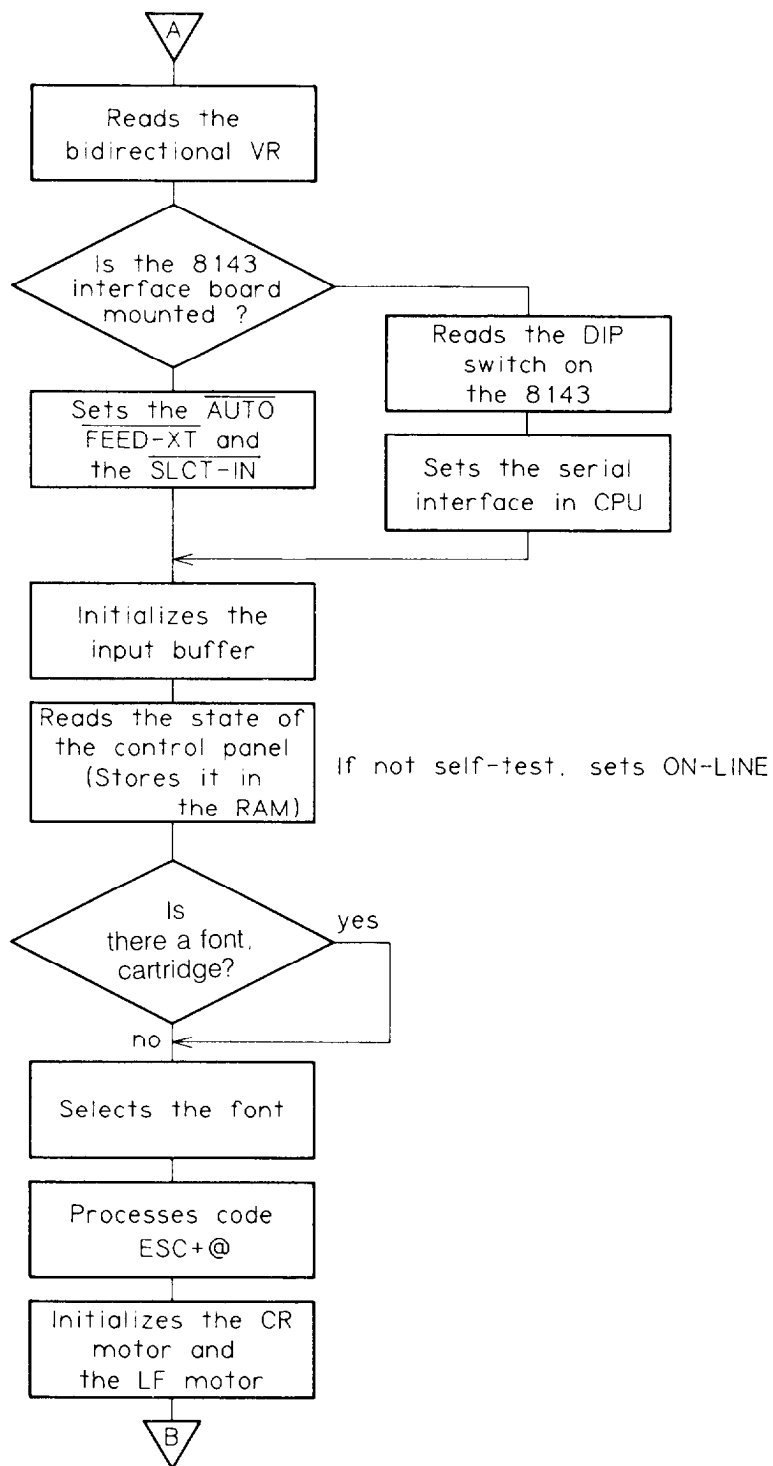 A
Reads the
bidirectional VR
Is the 8143
interface board
mounted ?
Reads the DIP
switch on
the 8143
Sets the AUTO
FEED-XT and
the SLCT-IN
Sets the serial
interface in CPU
Initializes the
input buffer
Reads the state of
the control panel
(Stores it in
the RAM)
If not self-test, sets ON-LINE
Is
there a font,
cartridge?
yes
no
Selects the font
Processes code
ESC+@
Initializes the CR
motor and
the LF motor
B